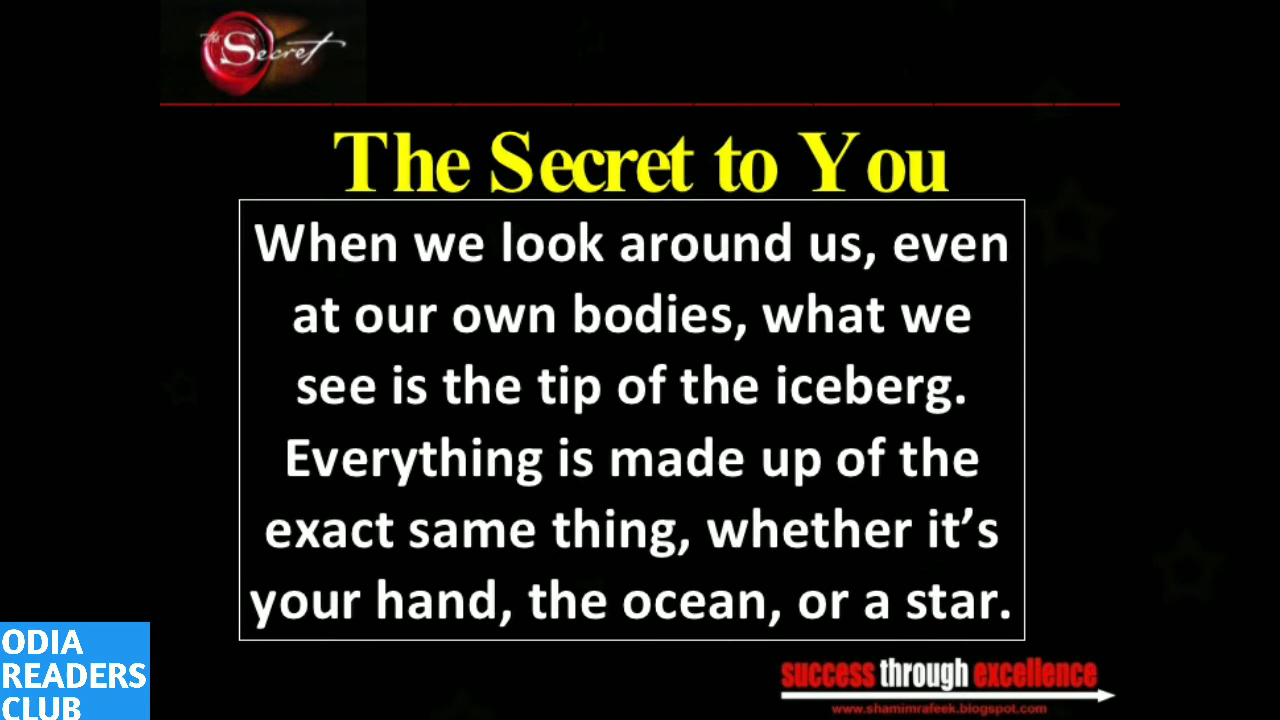 the Secret
The Secret to You
When we look around us, even
at our own bodies, what we
see is the tip of the iceberg.
Everything is made up of the
exact same thing, whether it’s
your hand, the ocean, or a star.
success through excellence
www.shamimrafeek.blogspot.com
ODIA
READERS
CLUB